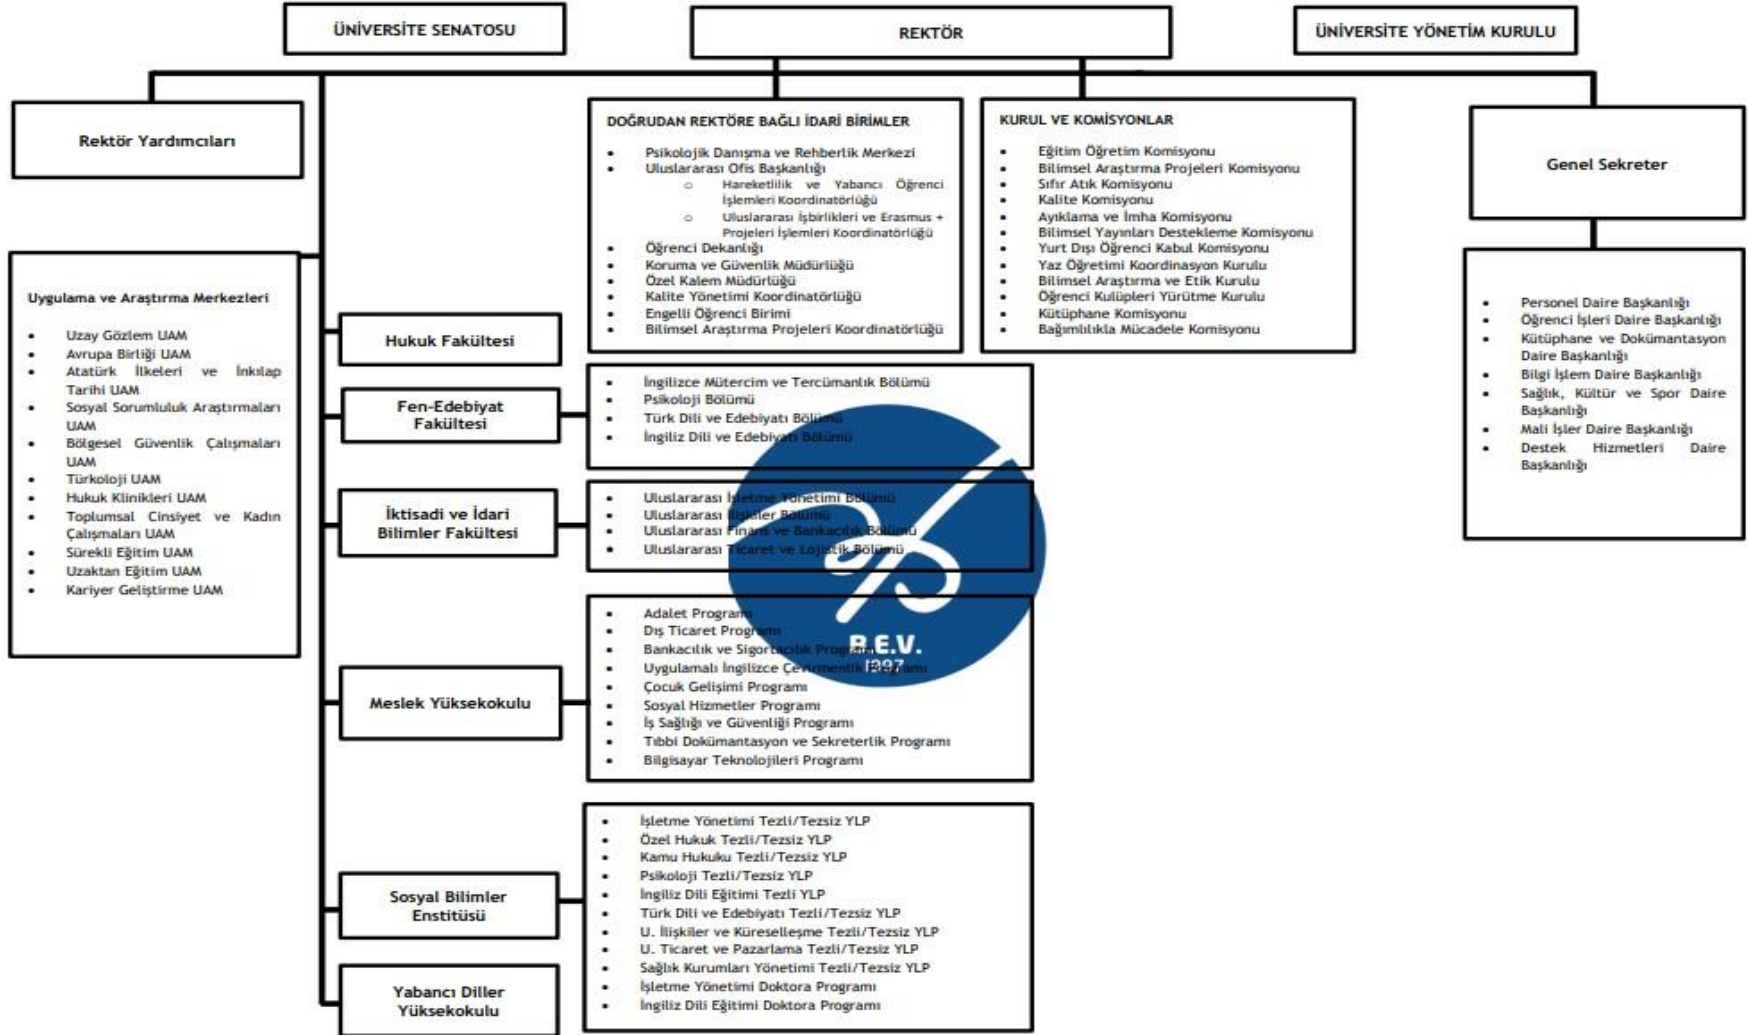 ÜNİVERSİTE SENATOSU
REKTÖR
ÜNİVERSİTE YÖNETİM KURULU
Rektör Yardımcıları
DOĞRUDAN REKTÖRE BAĞLI İDARİ BİRİMLER
• Psikolojik Danışma ve Rehberlik Merkezi
• Uluslararası Ofis Başkanlığı
o Hareketlilik ve Yabancı Öğrenci
İşlemleri Koordinatörlüğü
o Uluslararası İşbirlikleri ve Erasmus +
Projeleri İşlemleri Koordinatörlüğü
• Öğrenci Dekanlığı
• Koruma ve Güvenlik Müdürlüğü
• Özel Kalem Müdürlüğü
• Kalite Yönetimi Koordinatörlüğü
• Engelli Öğrenci Birimi
• Bilimsel Araştırma Projeleri Koordinatörlüğü
KURUL VE KOMİSYONLAR
• Eğitim Öğretim Komisyonu
• Bilimsel Araştırma Projeleri Komisyonu
• Sıfır Atık Komisyonu
• Kalite Komisyonu
• Ayıklama ve İmha Komisyonu
• Bilimsel Yayınları Destekleme Komisyonu
• Yurt Dışı Öğrenci Kabul Komisyonu
• Yaz Öğretimi Koordinasyon Kurulu
• Bilimsel Araştırma ve Etik Kurulu
• Öğrenci Kulüpleri Yürütme Kurulu
• Kütüphane Komisyonu
• Bağımlılıkla Mücadele Komisyonu
Genel Sekreter
• Personel Daire Başkanlığı
• Öğrenci İşleri Daire Başkanlığı
• Kütüphane ve Dokümantasyon
Daire Başkanlığı
• Bilgi İşlem Daire Başkanlığı
• Sağlık, Kültür ve Spor Daire
Başkanlığı
• Mali İşler Daire Başkanlığı
• Destek Hizmetleri Daire
Başkanlığı
Uygulama ve Araştırma Merkezleri
• Uzay Gözlem UAM
• Avrupa Birliği UAM
• Atatürk İlkeleri ve İnkılap
Tarihi UAM
• Sosyal Sorumluluk Araştırmaları
UAM
• Bölgesel Güvenlik Çalışmaları
UAM
• Türkoloji UAM
• Hukuk Klinikleri UAM
• Toplumsal Cinsiyet ve Kadın
Çalışmaları UAM
• Sürekli Eğitim UAM
• Uzaktan Eğitim UAM
• Kariyer Geliştirme UAM
Hukuk Fakültesi
Fen-Edebiyat
Fakültesi
• İngilizce Mütercim ve Tercümanlık Bölümü
• Psikoloji Bölümü
• Türk Dili ve Edebiyatı Bölümü
• İngiliz Dili ve Edebiyatı Bölümü
İktisadi ve İdari
Bilimler Fakültesi
• Uluslararası İşletme Yönetimi Bölümü
• Uluslararası İlişkiler Bölümü
• Uluslararası Finans ve Bankacılık Bölümü
• Uluslararası Ticaret ve Lojistik Bölümü
Meslek Yüksekokulu
• Adalet Programı
• Dış Ticaret Programı
• Bankacılık ve Sigortacılık Programı
• Uygulamalı İngilizce Çevirmenlik Programı
• Çocuk Gelişimi Programı
• Sosyal Hizmetler Programı
• İş Sağlığı ve Güvenliği Programı
• Tıbbi Dokümantasyon ve Sekreterlik Programı
• Bilgisayar Teknolojileri Programı
B.E.V.
1997
Sosyal Bilimler
Enstitüsü
• İşletme Yönetimi Tezli/Tezsiz YLP
• Özel Hukuk Tezli/Tezsiz YLP
• Kamu Hukuku Tezli/Tezsiz YLP
• Psikoloji Tezli/Tezsiz YLP
• İngiliz Dili Eğitimi Tezli YLP
• Türk Dili ve Edebiyatı Tezli/Tezsiz YLP
• U. İlişkiler ve Küreselleşme Tezli/Tezsiz YLP
• U. Ticaret ve Pazarlama Tezli/Tezsiz YLP
• Sağlık Kurumları Yönetimi Tezli/Tezsiz YLP
• İşletme Yönetimi Doktora Programı
• İngiliz Dili Eğitimi Doktora Programı
Yabancı Diller
Yüksekokulu